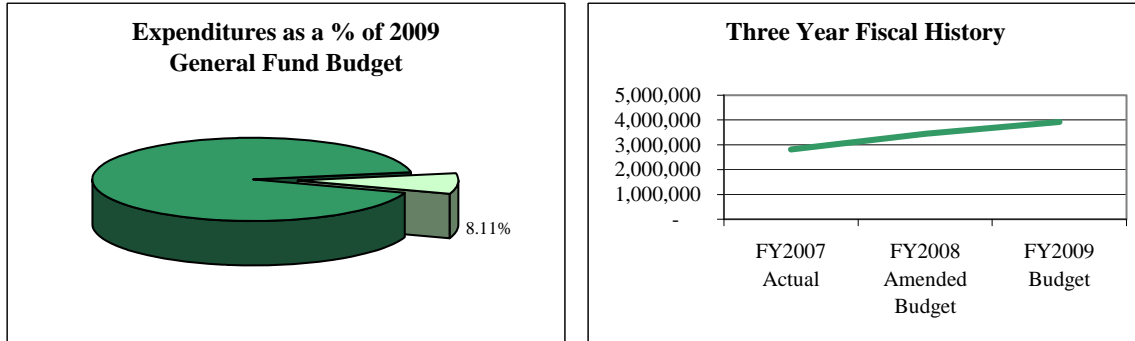 Expenditures as a % of 2009
General Fund Budget
8.11%
Three Year Fiscal History
5,000,000
4,000,000
3,000,000
2,000,000
1,000,000
-
FY2007
Actual
FY2008
Amended
Budget
FY2009
Budget